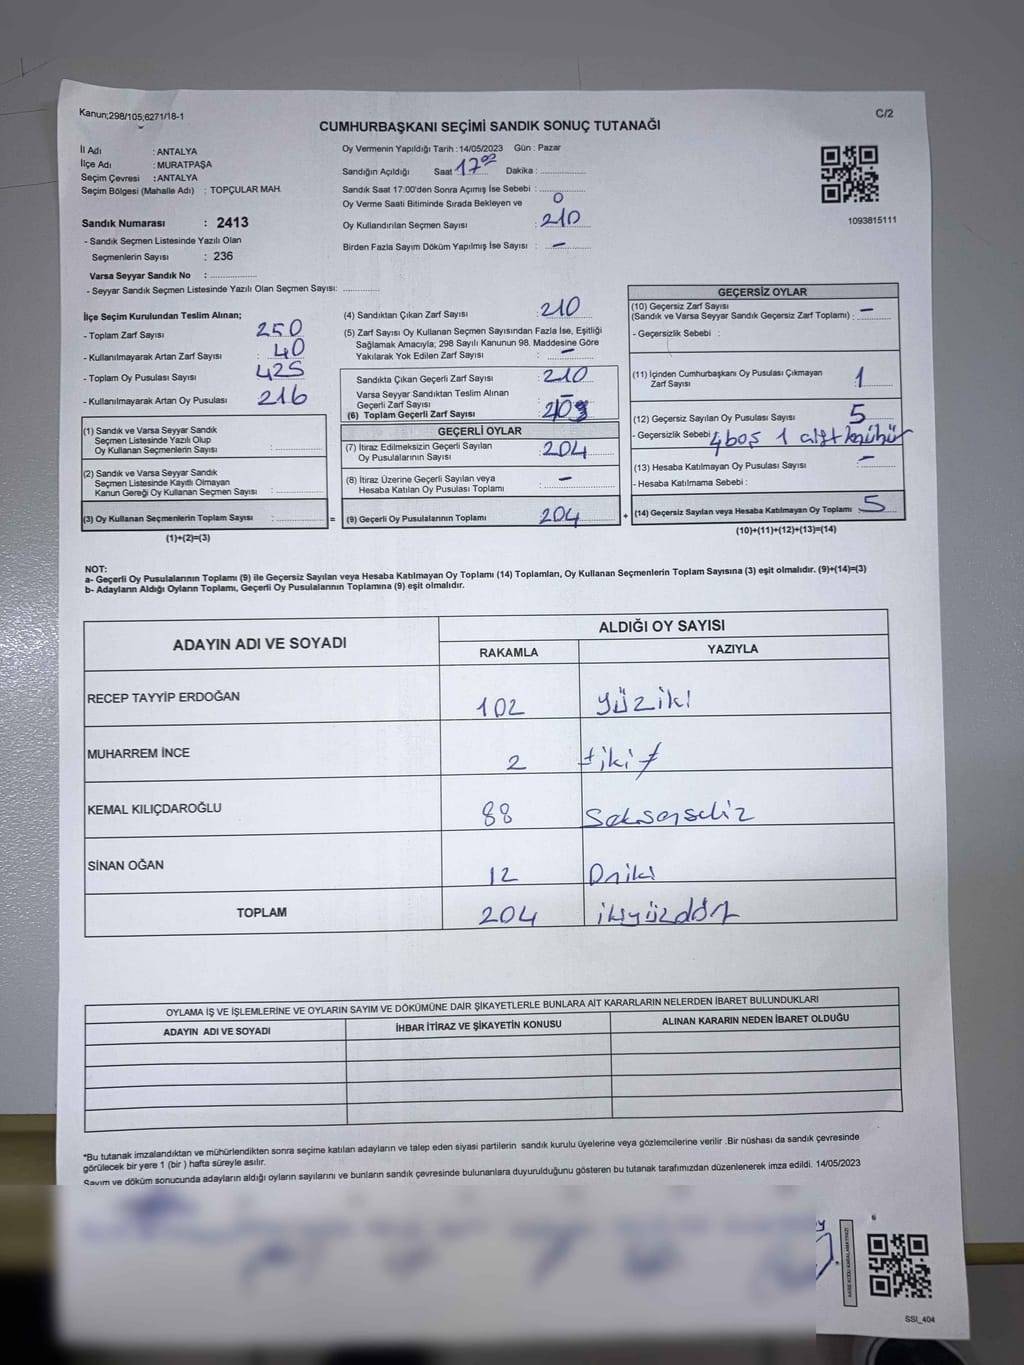 Kanun;298/105;6271/18-1
C/2
CUMHURBAŞKANI SEÇİMİ SANDIK SONUÇ TUTANAĞI
İl Adı : ANTALYA
İlçe Adı : MURATPAŞA
Seçim Çevresi : ANTALYA
Seçim Bölgesi (Mahalle Adı) : TOPÇULAR MAH.
Sandık Numarası : 2413
- Sandık Seçmen Listesinde Yazılı Olan
Seçmenlerin Sayısı : 236
Varsa Seyyar Sandık No : ..................
- Seyyar Sandık Seçmen Listesinde Yazılı Olan Seçmen Sayısı: .............
Oy Vermenin Yapıldığı Tarih : 14/05/2023 Gün : Pazar
Sandığın Açıldığı Saat 17 00 Dakika : ................
Sandık Saat 17:00'den Sonra Açımış İse Sebebi : ................
Oy Verme Saati Bitiminde Sırada Bekleyen ve 0
Oy Kullandırılan Seçmen Sayısı : 210
Birden Fazla Sayım Döküm Yapılmış İse Sayısı : -
1093815111
İlçe Seçim Kurulundan Teslim Alınan;
- Toplam Zarf Sayısı : 250
- Kullanılmayarak Artan Zarf Sayısı : 40
- Toplam Oy Pusulası Sayısı : 425
- Kullanılmayarak Artan Oy Pusulası : 216
(1) Sandık ve Varsa Seyyar Sandık
Seçmen Listesinde Yazılı Olup
Oy Kullanan Seçmenlerin Sayısı : ................
(2) Sandık ve Varsa Seyyar Sandık
Seçmen Listesinde Kayıtlı Olmayan
Kanun Gereği Oy Kullanan Seçmen Sayısı : ................
(3) Oy Kullanan Seçmenlerin Toplam Sayısı : ................ =
(1)+(2)=(3)
(4) Sandıktan Çıkan Zarf Sayısı : 210
(5) Zarf Sayısı Oy Kullanan Seçmen Sayısından Fazla İse, Eşitliği
Sağlamak Amacıyla; 298 Sayılı Kanunun 98. Maddesine Göre
Yakılarak Yok Edilen Zarf Sayısı : -
Sandıkta Çıkan Geçerli Zarf Sayısı : 210
Varsa Seyyar Sandıktan Teslim Alınan
Geçerli Zarf Sayısı : -
(6) Toplam Geçerli Zarf Sayısı
GEÇERLİ OYLAR
(7) İtiraz Edilmeksizin Geçerli Sayılan
Oy Pusulalarının Sayısı : 204
(8) İtiraz Üzerine Geçerli Sayılan veya
Hesaba Katılan Oy Pusulası Toplamı : -
(9) Geçerli Oy Pusulalarının Toplamı 204 +
GEÇERSİZ OYLAR
(10) Geçersiz Zarf Sayısı
(Sandık ve Varsa Seyyar Sandık Geçersiz Zarf Toplamı) : -
- Geçersizlik Sebebi :
(11) İçinden Cumhurbaşkanı Oy Pusulası Çıkmayan
Zarf Sayısı : 1
(12) Geçersiz Sayılan Oy Pusulası Sayısı : 5
- Geçersizlik Sebebi 4 boş 1 çift mühür
(13) Hesaba Katılmayan Oy Pusulası Sayısı : -
- Hesaba Katılmama Sebebi :
(14) Geçersiz Sayılan veya Hesaba Katılmayan Oy Toplamı 5
(10)+(11)+(12)+(13)=(14)
NOT:
a- Geçerli Oy Pusulalarının Toplamı (9) ile Geçersiz Sayılan veya Hesaba Katılmayan Oy Toplamı (14) Toplamları, Oy Kullanan Seçmenlerin Toplam Sayısına (3) eşit olmalıdır. (9)+(14)=(3)
b- Adayların Aldığı Oyların Toplamı, Geçerli Oy Pusulalarının Toplamına (9) eşit olmalıdır.
ADAYIN ADI VE SOYADI
ALDIĞI OY SAYISI
RAKAMLA YAZIYLA
RECEP TAYYİP ERDOĞAN 102 yüziki
MUHARREM İNCE 2 iki
KEMAL KILIÇDAROĞLU 88 Seksensekiz
SİNAN OĞAN 12 Oniki
TOPLAM 204 ikiyüzdört
OYLAMA İŞ VE İŞLEMLERİNE VE OYLARIN SAYIM VE DÖKÜMÜNE DAİR ŞİKAYETLERLE BUNLARA AİT KARARLARIN NELERDEN İBARET BULUNDUKLARI
ADAYIN ADI VE SOYADI İHBAR İTİRAZ VE ŞİKAYETİN KONUSU ALINAN KARARIN NEDEN İBARET OLDUĞU
*Bu tutanak imzalandıktan ve mühürlendikten sonra seçime katılan adayların ve talep eden siyasi partilerin sandık kurulu üyelerine veya gözlemcilerine verilir .Bir nüshası da sandık çevresinde
görülecek bir yere 1 (bir ) hafta süreyle asılır.
Sayım ve döküm sonucunda adayların aldığı oyların sayılarını ve bunların sandık çevresinde bulunanlara duyurulduğunu gösteren bu tutanak tarafımızdan düzenlenerek imza edildi. 14/05/2023
KARE KODU KARALAMAYINIZ!
SSI_404